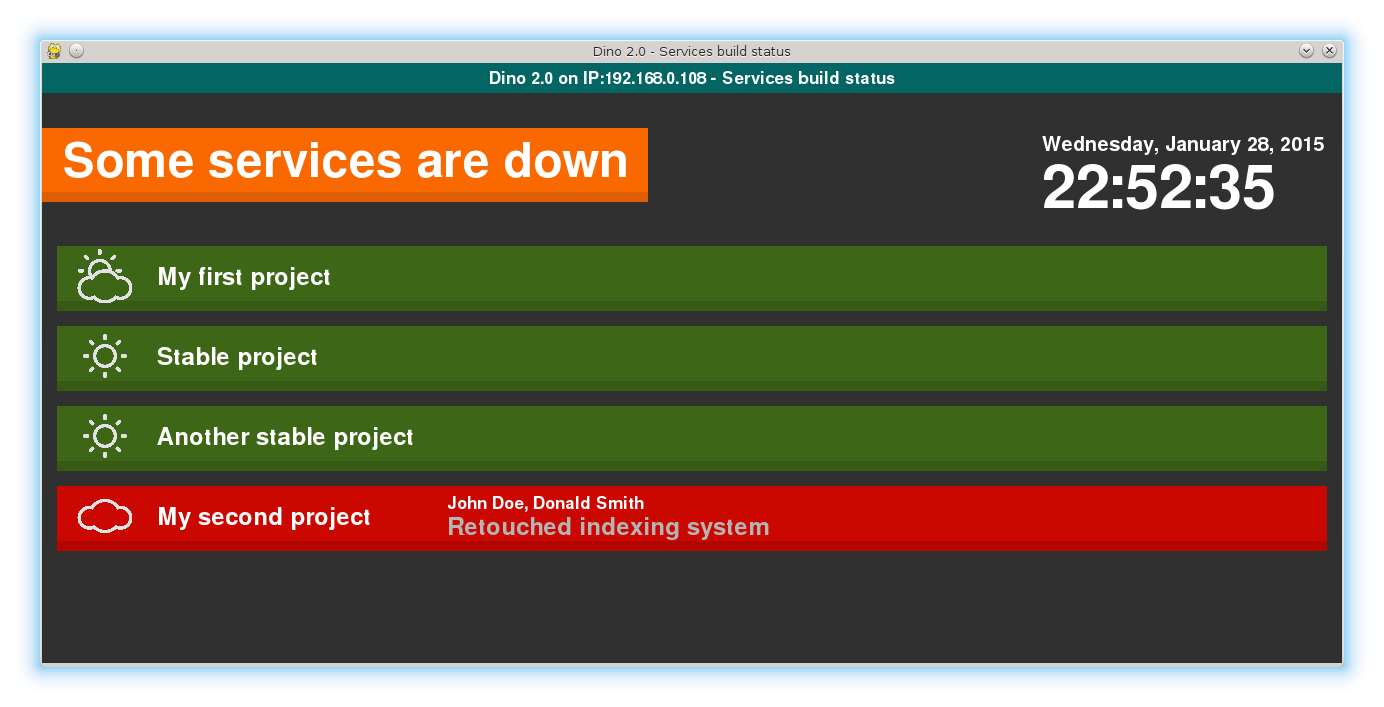 Dino 2.0 - Services build status
Dino 2.0 on IP:192.168.0.108 - Services build status
Some services are down
Wednesday, January 28, 2015
22:52:35
My first project
Stable project
Another stable project
My second project
John Doe, Donald Smith
Retouched indexing system